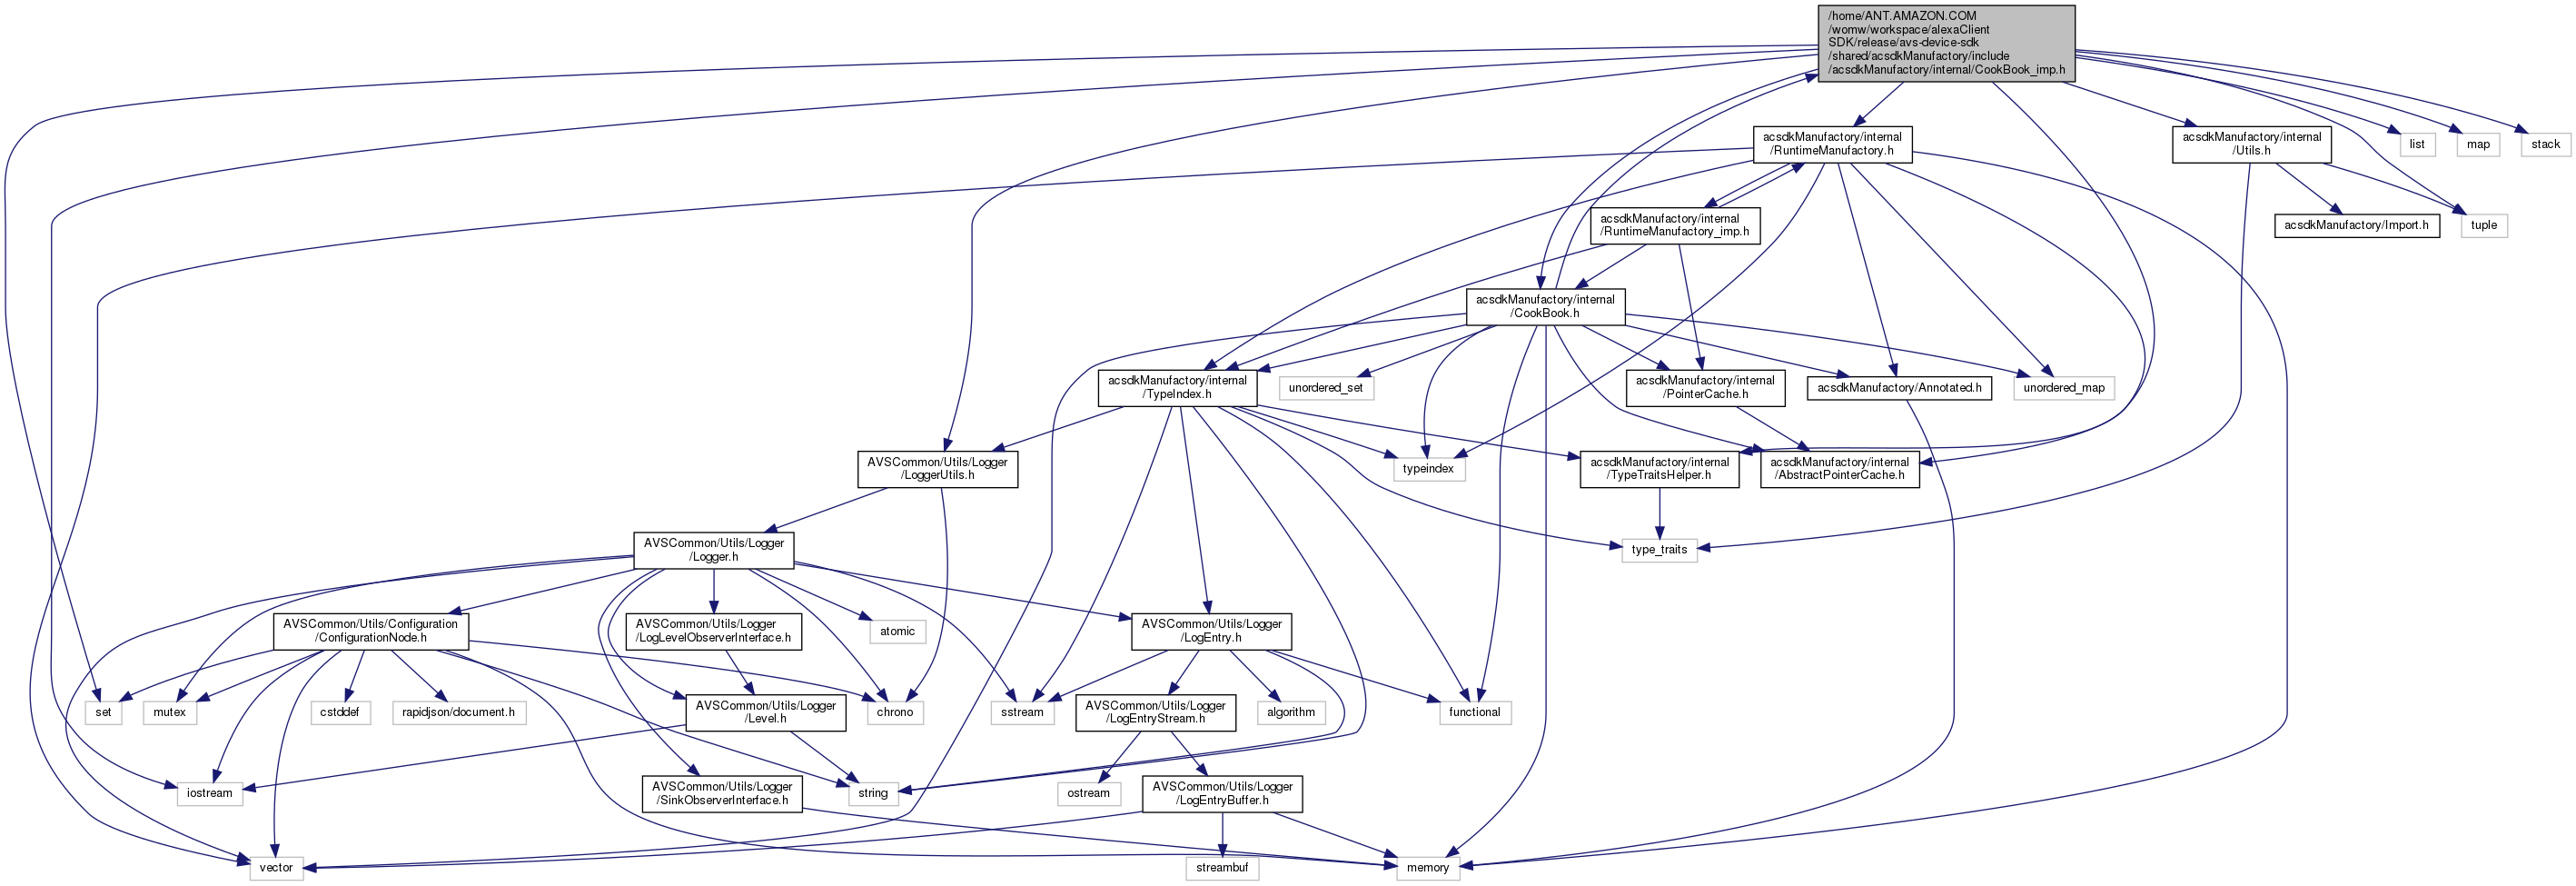 /home/ANT.AMAZON.COM
/womw/workspace/alexaClient
SDK/release/avs-device-sdk
/shared/acsdkManufactory/include
/acsdkManufactory/internal/CookBook_imp.h
acsdkManufactory/internal
/RuntimeManufactory.h
acsdkManufactory/internal
/Utils.h
list
map
stack
acsdkManufactory/internal
/RuntimeManufactory_imp.h
acsdkManufactory/Import.h
tuple
acsdkManufactory/internal
/CookBook.h
acsdkManufactory/internal
/TypeIndex.h
unordered_set
acsdkManufactory/internal
/PointerCache.h
acsdkManufactory/Annotated.h
unordered_map
AVSCommon/Utils/Logger
/LoggerUtils.h
typeindex
acsdkManufactory/internal
/TypeTraitsHelper.h
acsdkManufactory/internal
/AbstractPointerCache.h
AVSCommon/Utils/Logger
/Logger.h
type_traits
AVSCommon/Utils/Configuration
/ConfigurationNode.h
AVSCommon/Utils/Logger
/LogLevelObserverInterface.h
atomic
AVSCommon/Utils/Logger
/LogEntry.h
set
mutex
cstddef
rapidjson/document.h
AVSCommon/Utils/Logger
/Level.h
chrono
sstream
AVSCommon/Utils/Logger
/LogEntryStream.h
algorithm
functional
iostream
AVSCommon/Utils/Logger
/SinkObserverInterface.h
string
ostream
AVSCommon/Utils/Logger
/LogEntryBuffer.h
vector
streambuf
memory